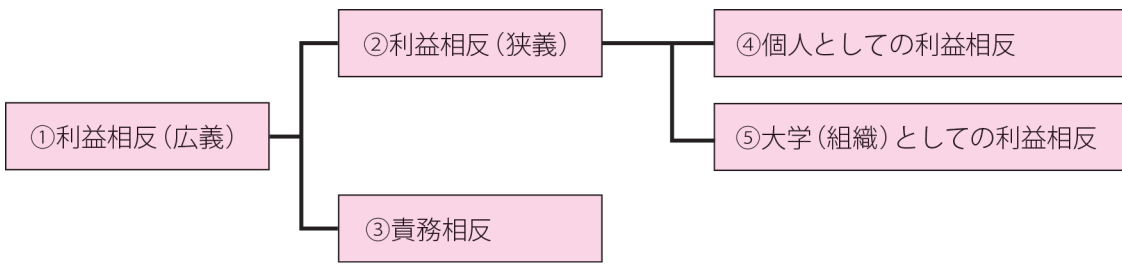 ①利益相反（広義）
②利益相反（狭義）
③責務相反
④個人としての利益相反
⑤大学（組織）としての利益相反